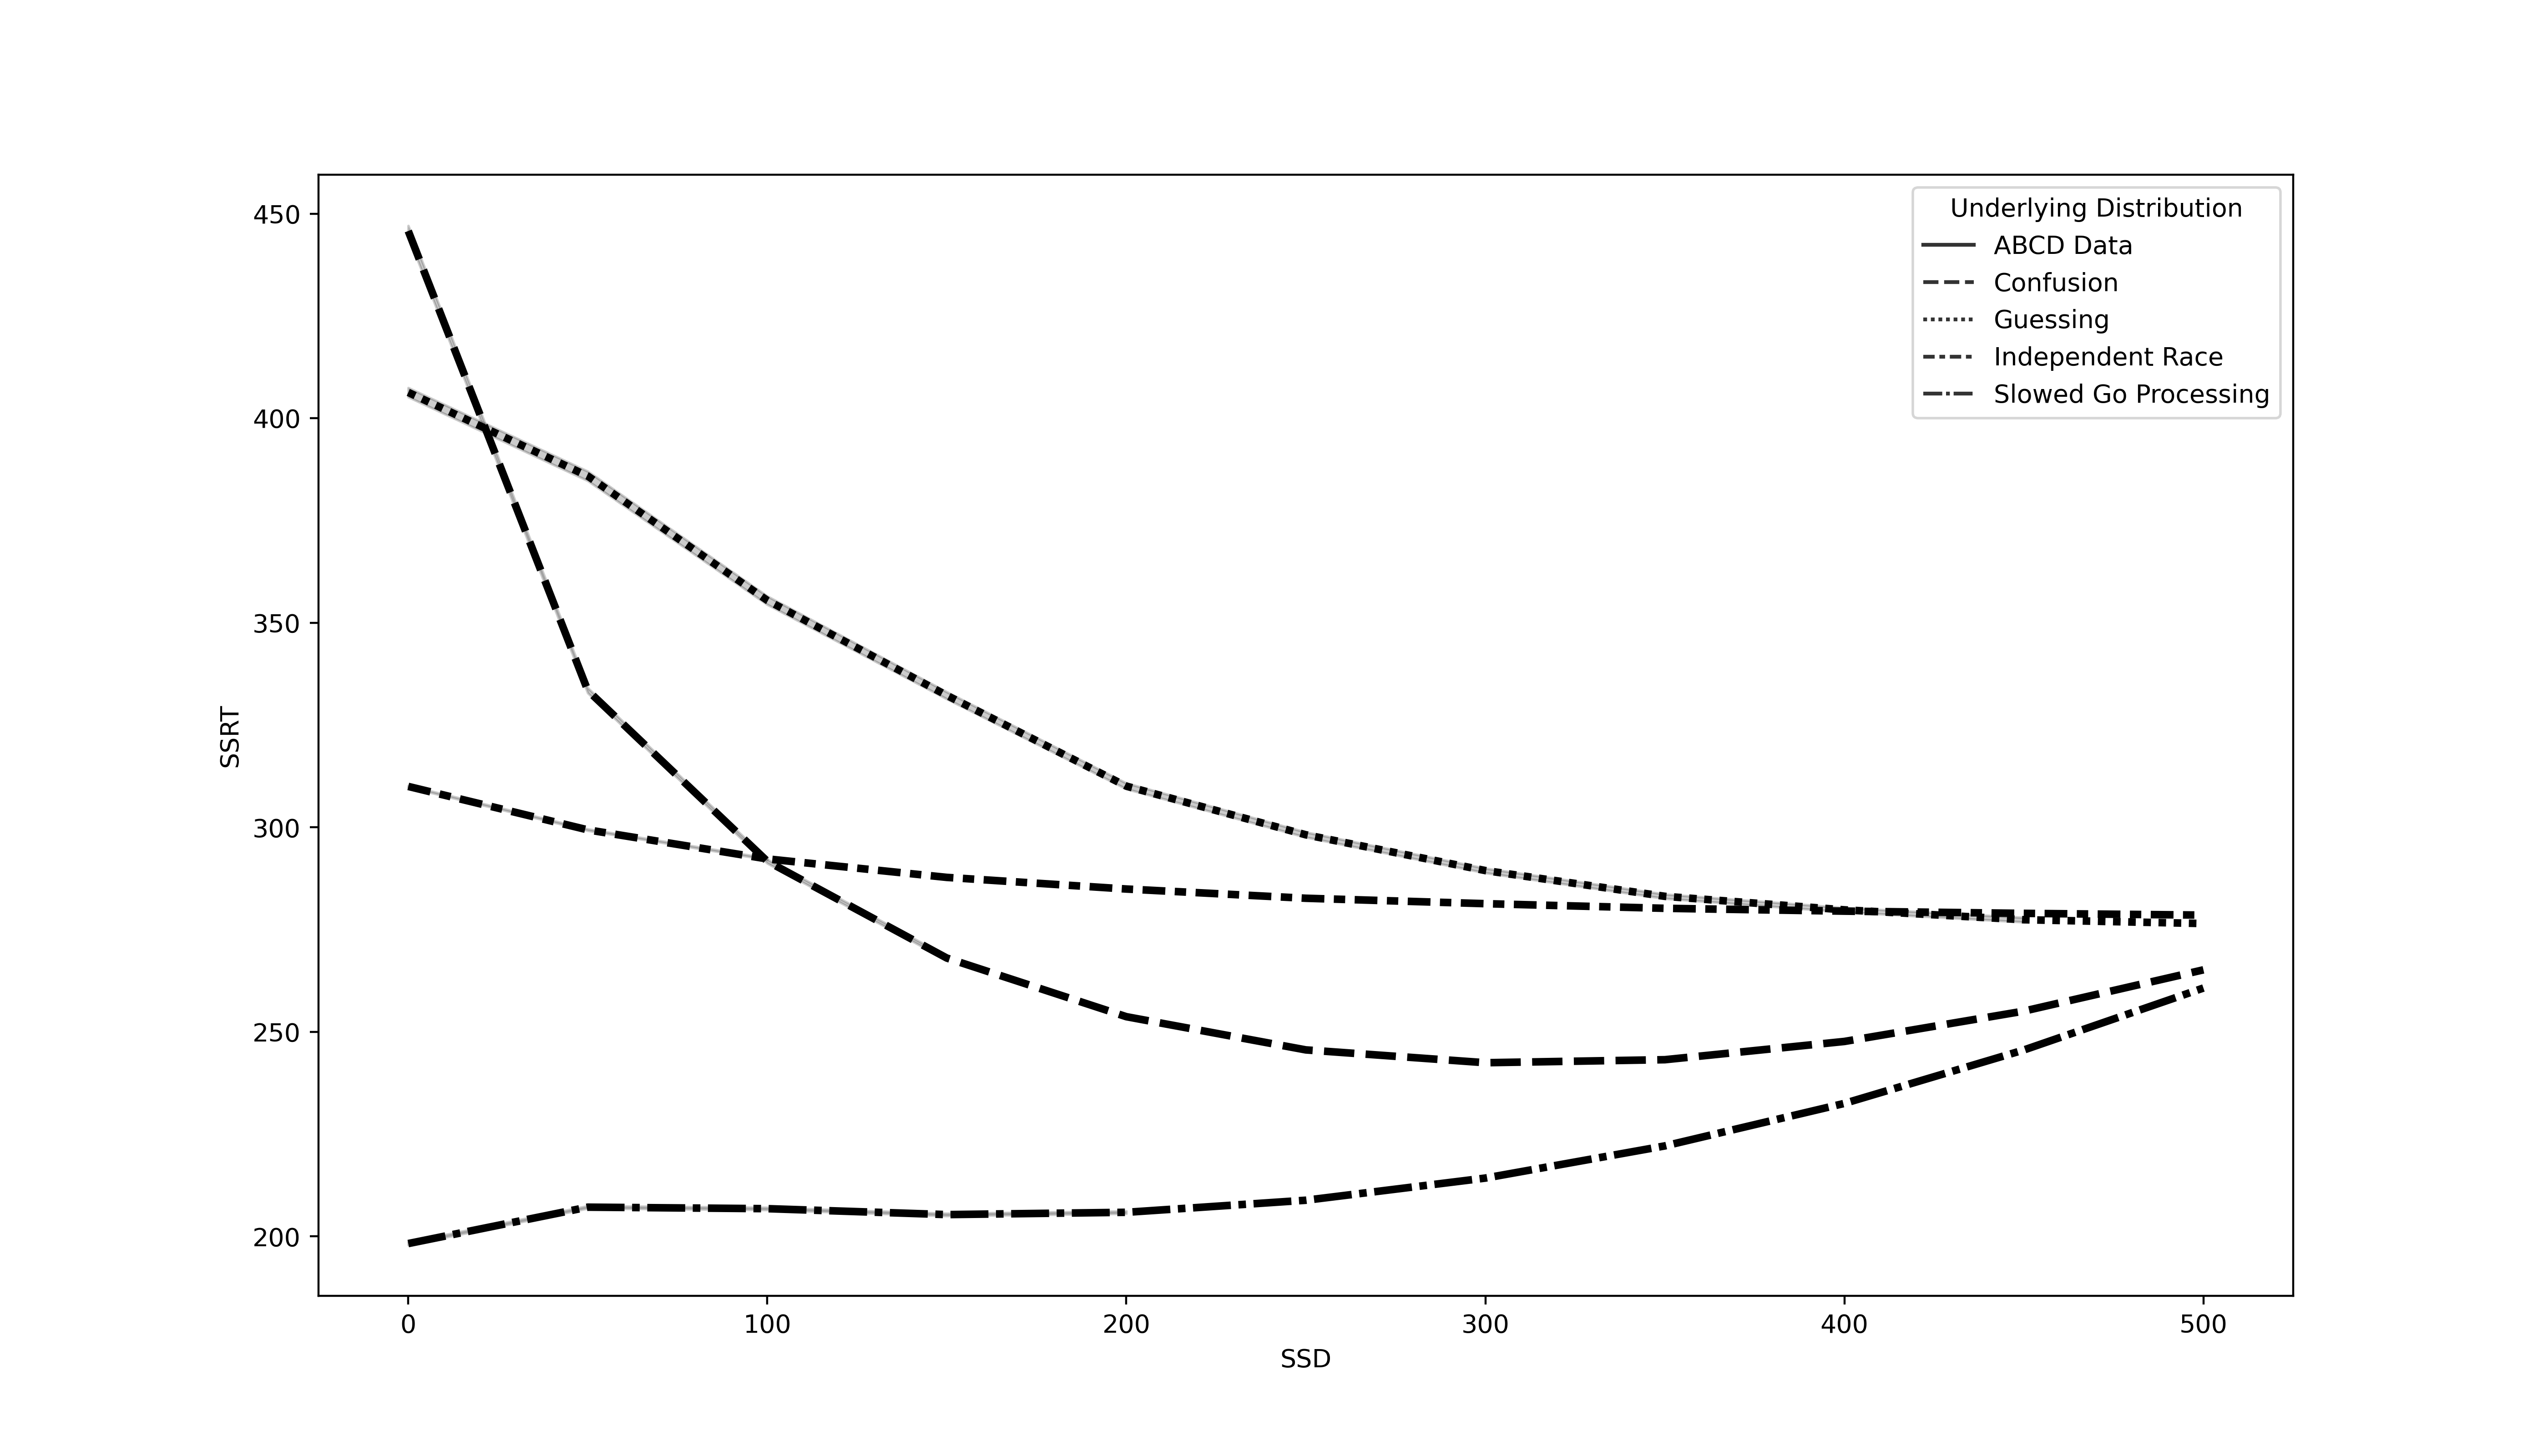 450
400
350
300
250
200
SSRT
0 100 200 300 400 500
SSD
Underlying Distribution
ABCD Data
Confusion
Guessing
Independent Race
Slowed Go Processing